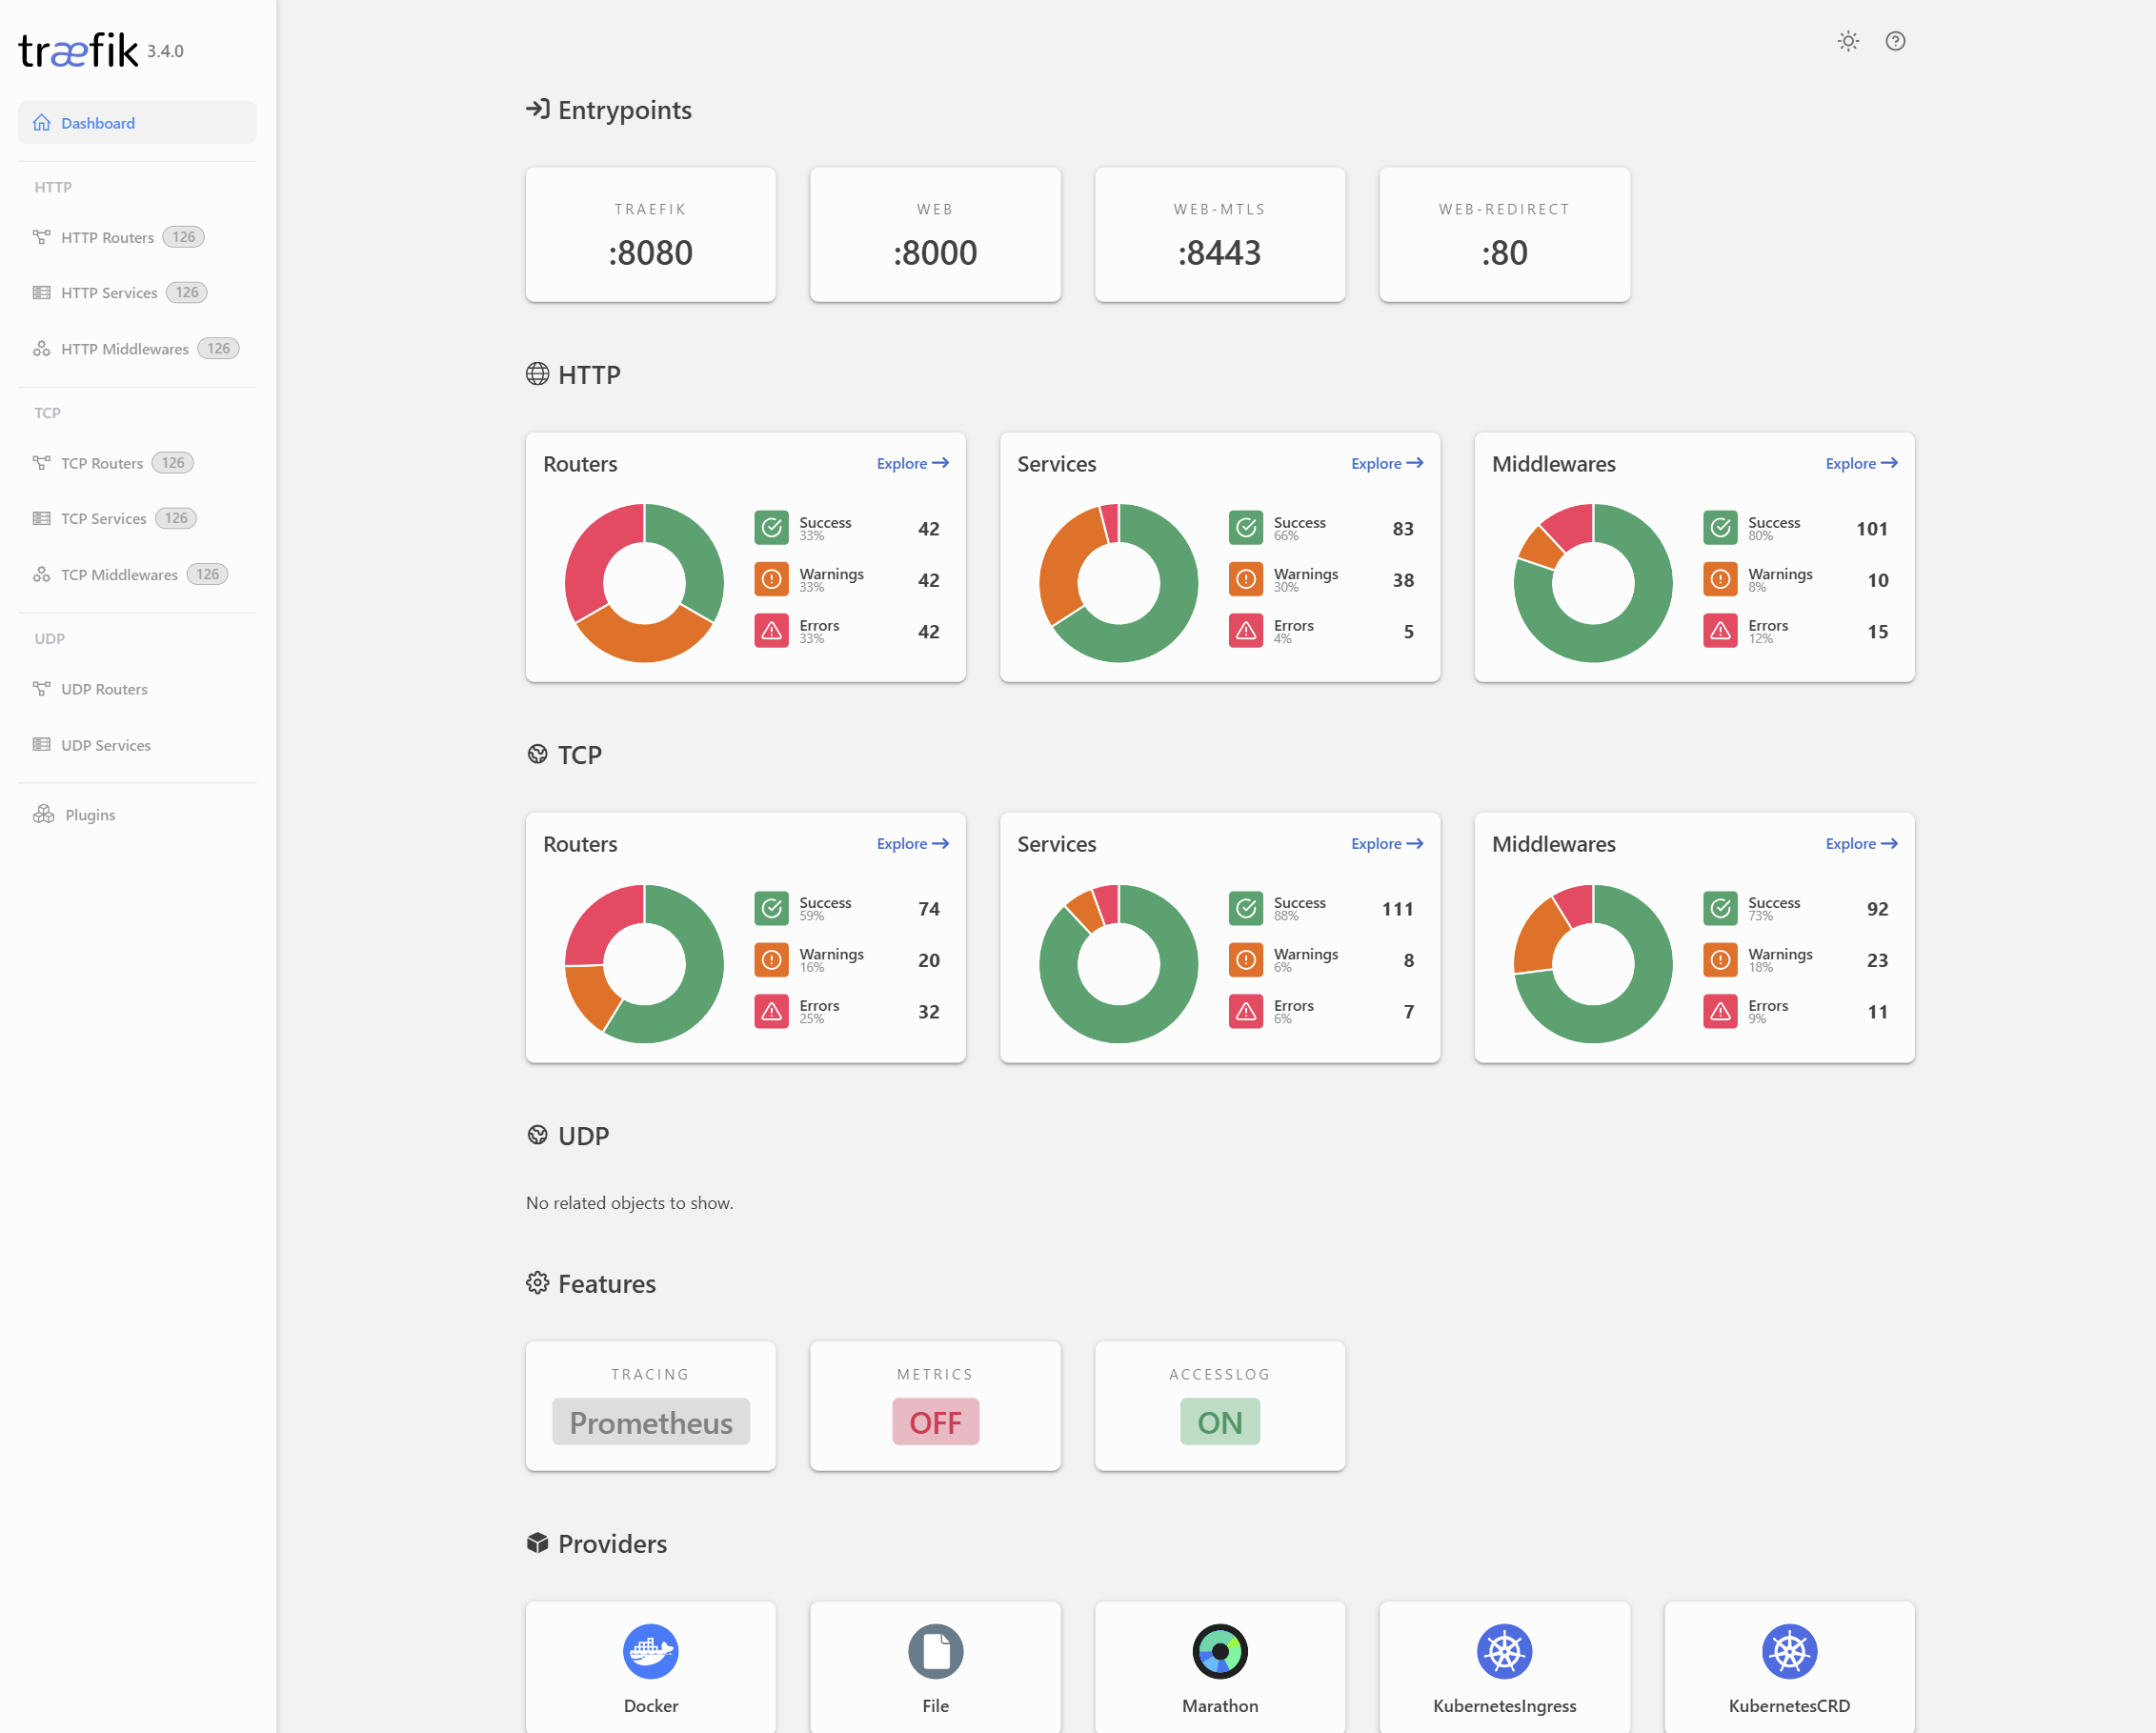 træfik 3.4.0
Dashboard
HTTP
HTTP Routers 126
HTTP Services 126
HTTP Middlewares 126
TCP
TCP Routers 126
TCP Services 126
TCP Middlewares 126
UDP
UDP Routers
UDP Services
Plugins
Entrypoints
TRAEFIK
:8080
WEB
:8000
WEB-MTLS
:8443
WEB-REDIRECT
:80
HTTP
Routers Explore
Success 42
33%
Warnings 42
33%
Errors 42
33%
Services Explore
Success 83
66%
Warnings 38
30%
Errors 5
4%
Middlewares Explore
Success 101
80%
Warnings 10
8%
Errors 15
12%
TCP
Routers Explore
Success 74
59%
Warnings 20
16%
Errors 32
25%
Services Explore
Success 111
88%
Warnings 8
6%
Errors 7
6%
Middlewares Explore
Success 92
73%
Warnings 23
18%
Errors 11
9%
UDP
No related objects to show.
Features
TRACING
Prometheus
METRICS
OFF
ACCESSLOG
ON
Providers
Docker
File
Marathon
KubernetesIngress
KubernetesCRD